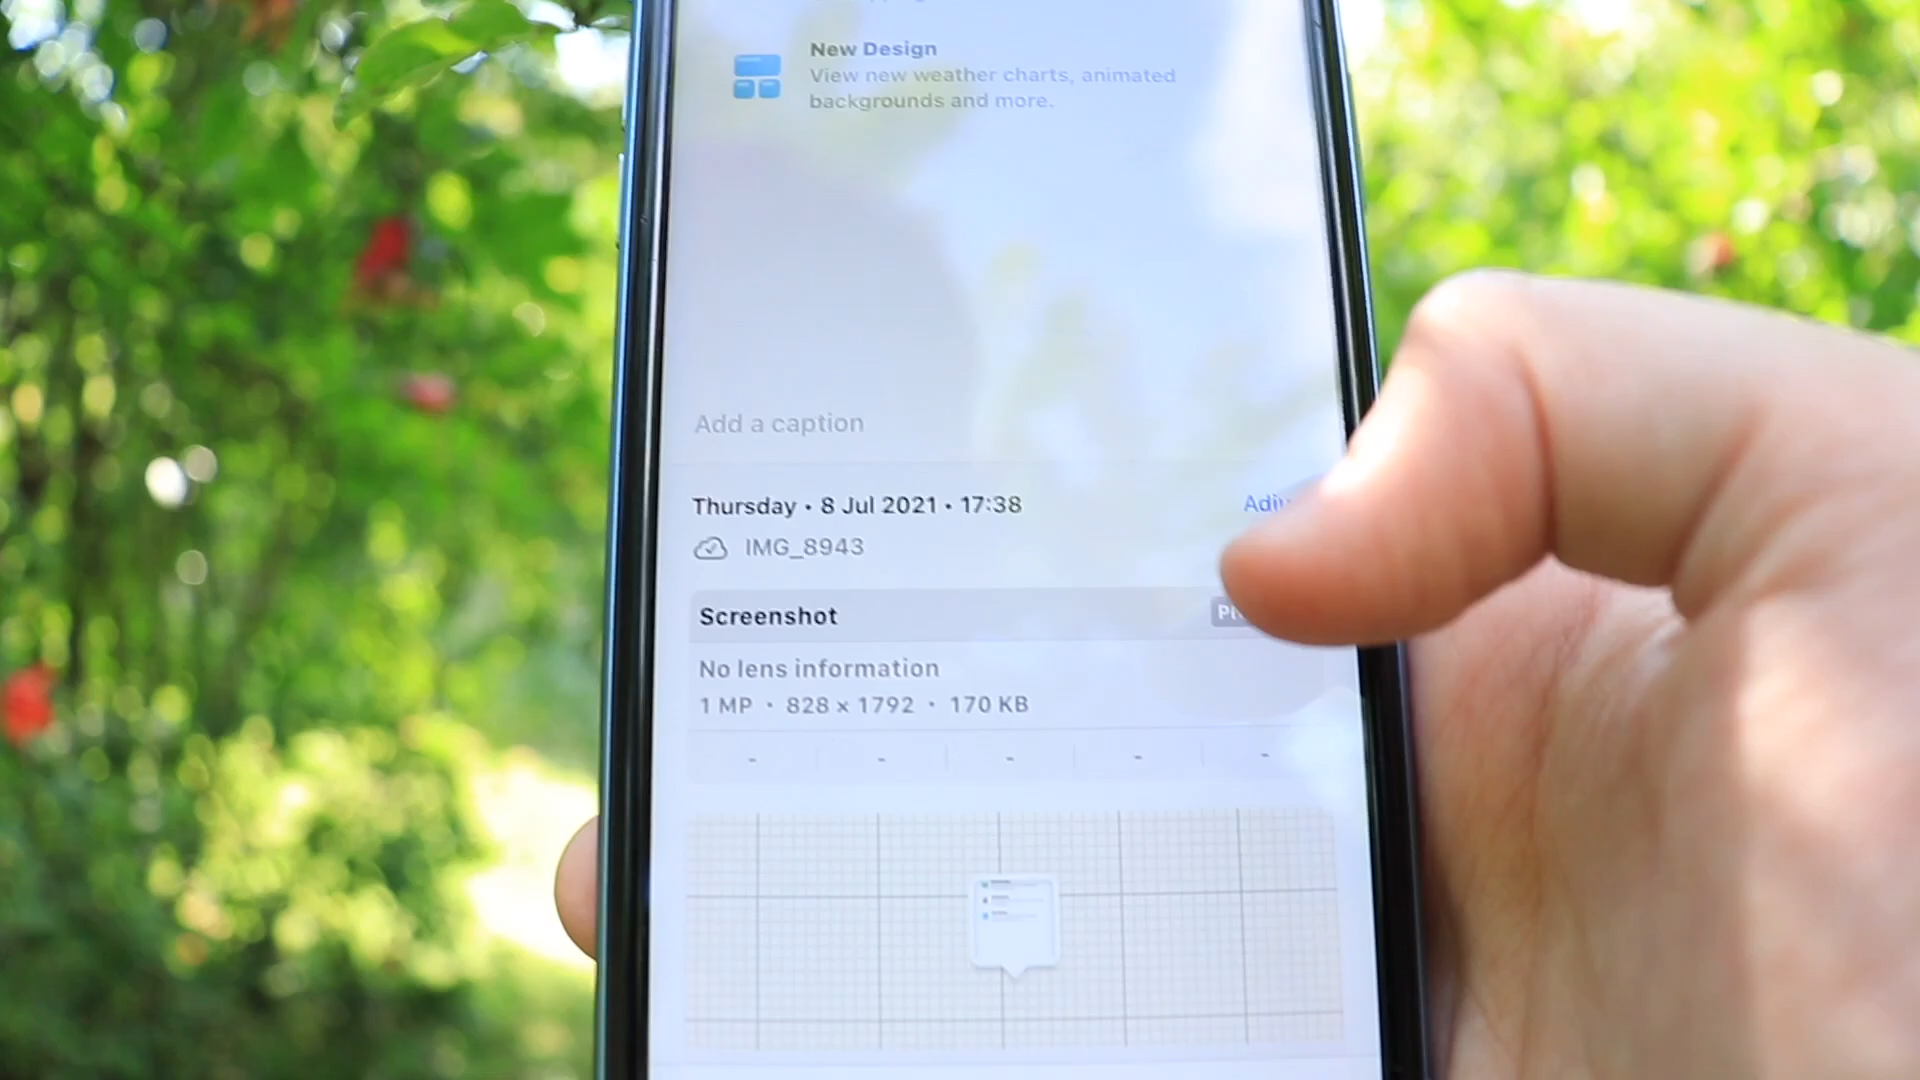 New Design
View new weather charts, animated
backgrounds and more.
Add a caption
Thursday • 8 Jul 2021 • 17:38
IMG_8943
Screenshot
No lens information
1 MP • 828 × 1792 • 170 KB
- - - - -